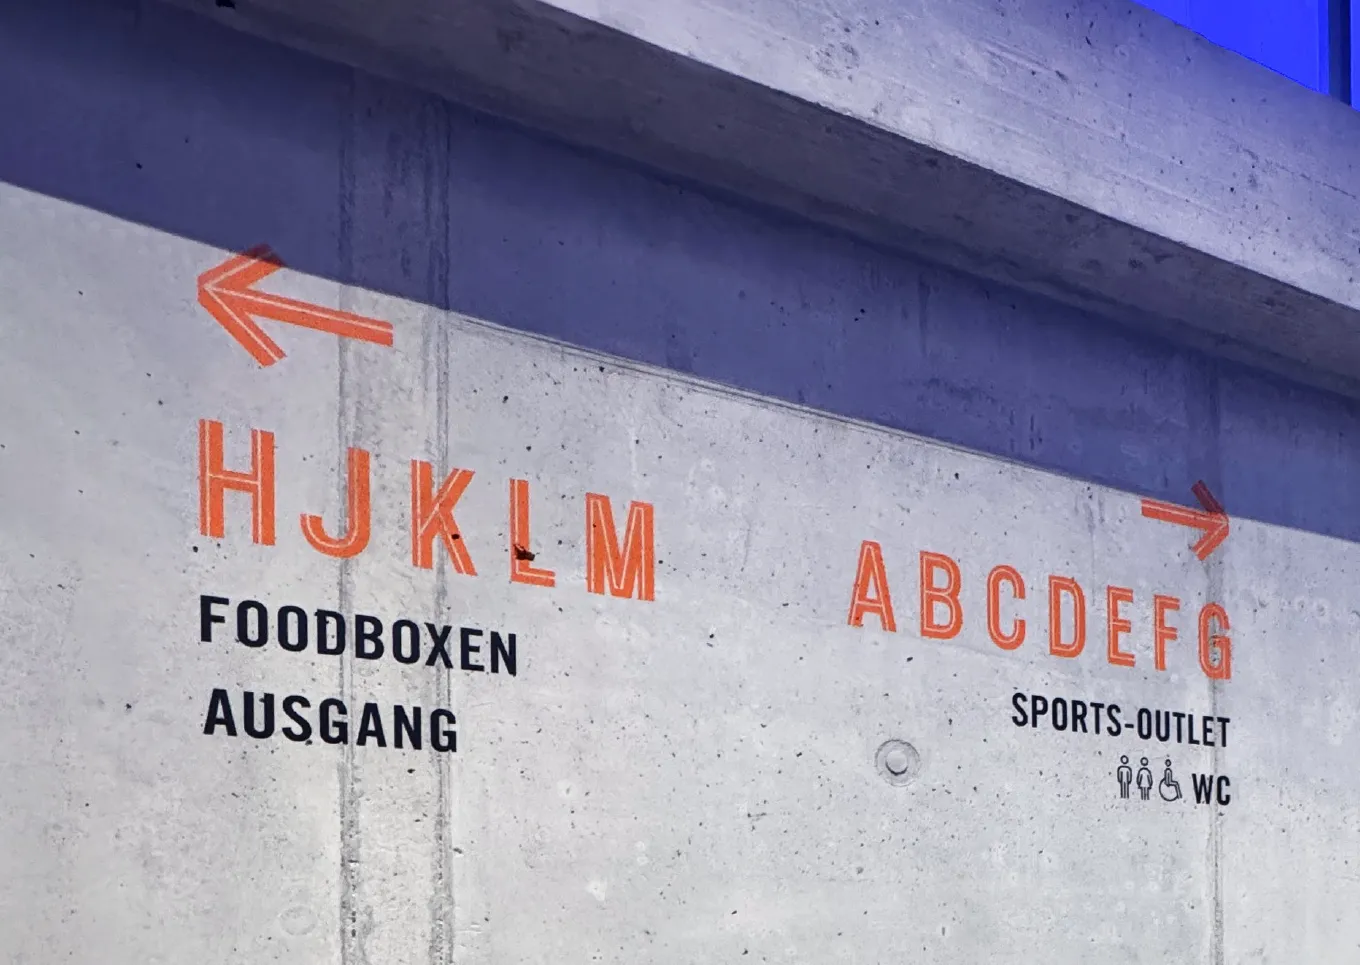 HJKLM
FOODBOXEN
AUSGANG
ABCDEFG
SPORTS-OUTLET
WC